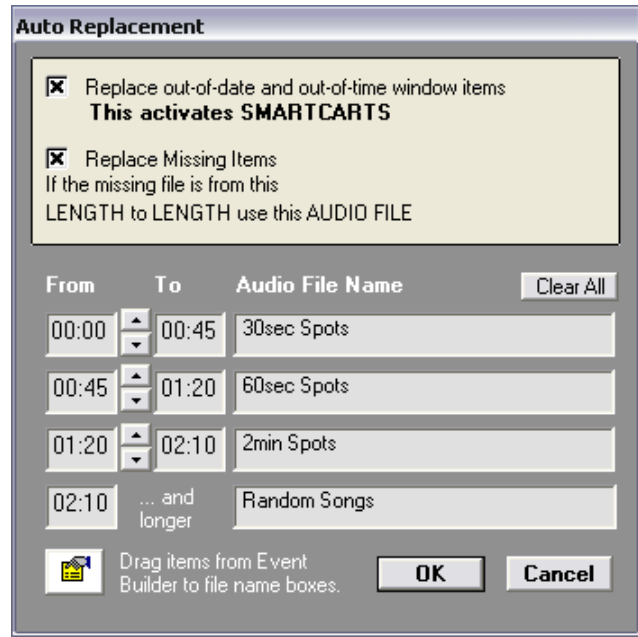 Auto Replacement
Replace out-of-date and out-of-time window items
This activates SMARTCARTS
Replace Missing Items
If the missing file is from this
LENGTH to LENGTH use this AUDIO FILE
From To Audio File Name Clear All
00:00 00:45 30sec Spots
00:45 01:20 60sec Spots
01:20 02:10 2min Spots
02:10 ... and longer Random Songs
Drag items from Event
Builder to file name boxes.
OK Cancel